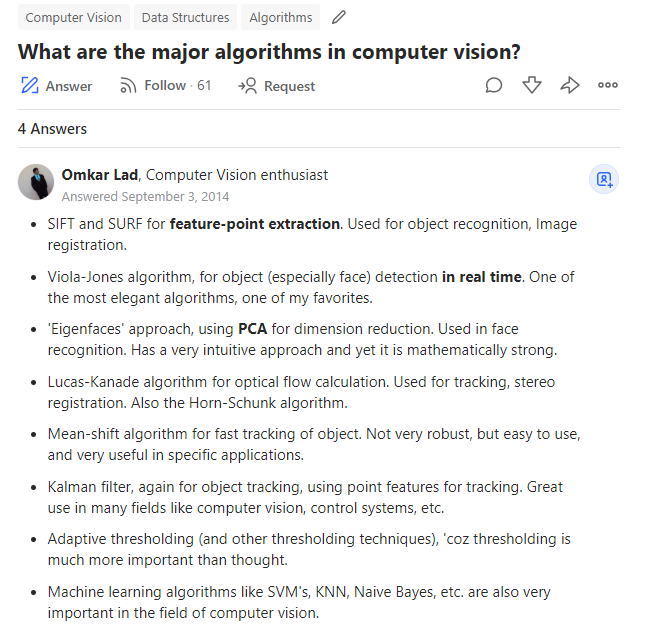 Computer Vision Data Structures Algorithms
What are the major algorithms in computer vision?
Answer Follow · 61 Request
4 Answers
Omkar Lad, Computer Vision enthusiast
Answered September 3, 2014
• SIFT and SURF for feature-point extraction. Used for object recognition, Image
registration.
• Viola-Jones algorithm, for object (especially face) detection in real time. One of
the most elegant algorithms, one of my favorites.
• 'Eigenfaces' approach, using PCA for dimension reduction. Used in face
recognition. Has a very intuitive approach and yet it is mathematically strong.
• Lucas-Kanade algorithm for optical flow calculation. Used for tracking, stereo
registration. Also the Horn-Schunk algorithm.
• Mean-shift algorithm for fast tracking of object. Not very robust, but easy to use,
and very useful in specific applications.
• Kalman filter, again for object tracking, using point features for tracking. Great
use in many fields like computer vision, control systems, etc.
• Adaptive thresholding (and other thresholding techniques), 'coz thresholding is
much more important than thought.
• Machine learning algorithms like SVM's, KNN, Naive Bayes, etc. are also very
important in the field of computer vision.